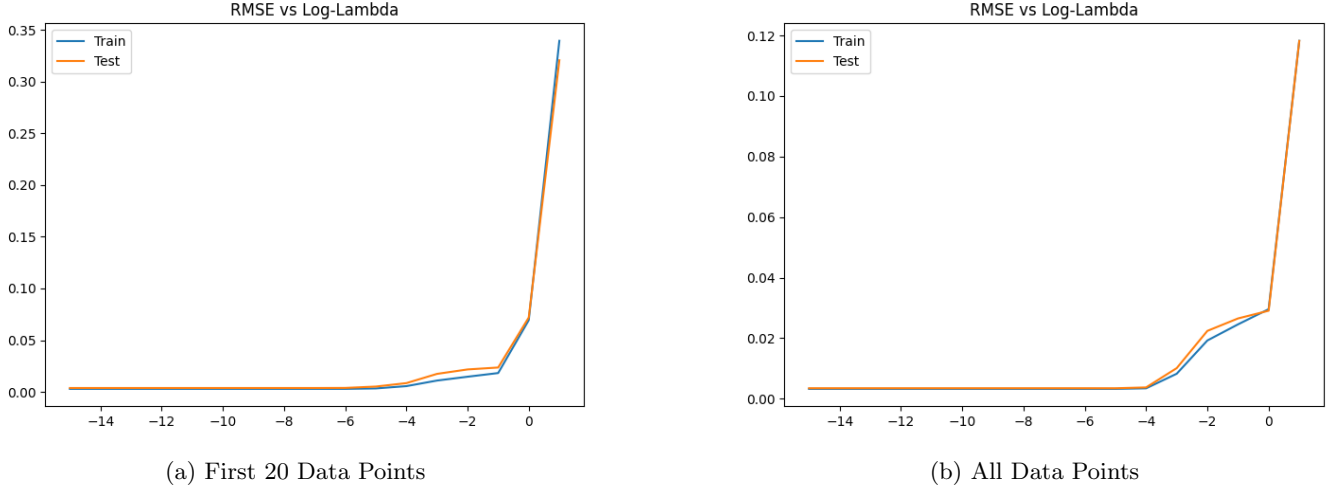 RMSE vs Log-Lambda
Train
Test
0.35
0.30
0.25
0.20
0.15
0.10
0.05
0.00
−14 −12 −10 −8 −6 −4 −2 0
(a) First 20 Data Points
RMSE vs Log-Lambda
Train
Test
0.12
0.10
0.08
0.06
0.04
0.02
0.00
−14 −12 −10 −8 −6 −4 −2 0
(b) All Data Points